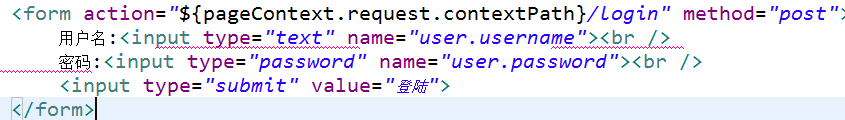 <form action="${pageContext.request.contextPath}/login" method="post">
用户名:<input type="text" name="user.username"><br />
密码:<input type="password" name="user.password"><br />
<input type="submit" value="登陆">
</form>